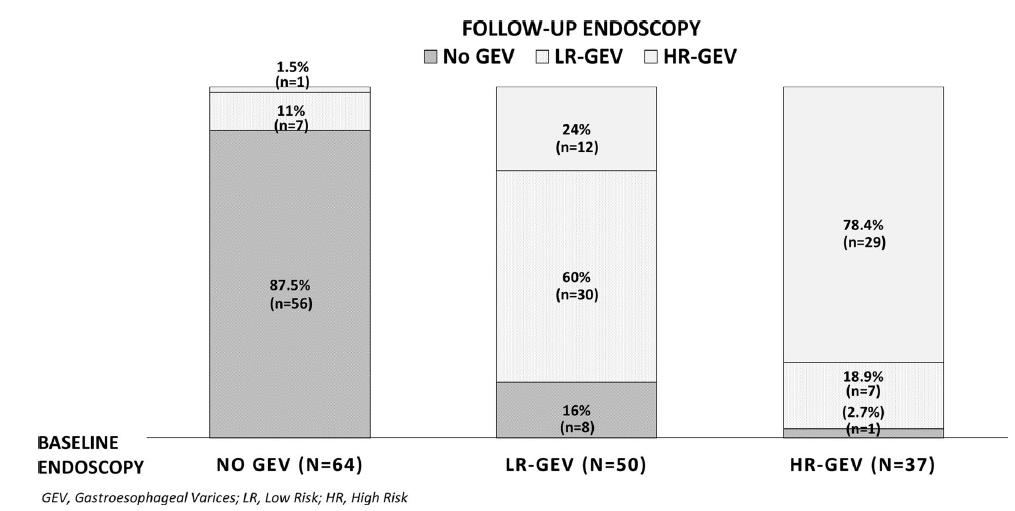 FOLLOW-UP ENDOSCOPY
No GEV LR-GEV HR-GEV
1.5%
(n=1)
11%
(n=7)
87.5%
(n=56)
24%
(n=12)
60%
(n=30)
16%
(n=8)
78.4%
(n=29)
18.9%
(n=7)
(2.7%)
(n=1)
BASELINE
ENDOSCOPY
NO GEV (N=64) LR-GEV (N=50) HR-GEV (N=37)
GEV, Gastroesophageal Varices; LR, Low Risk; HR, High Risk